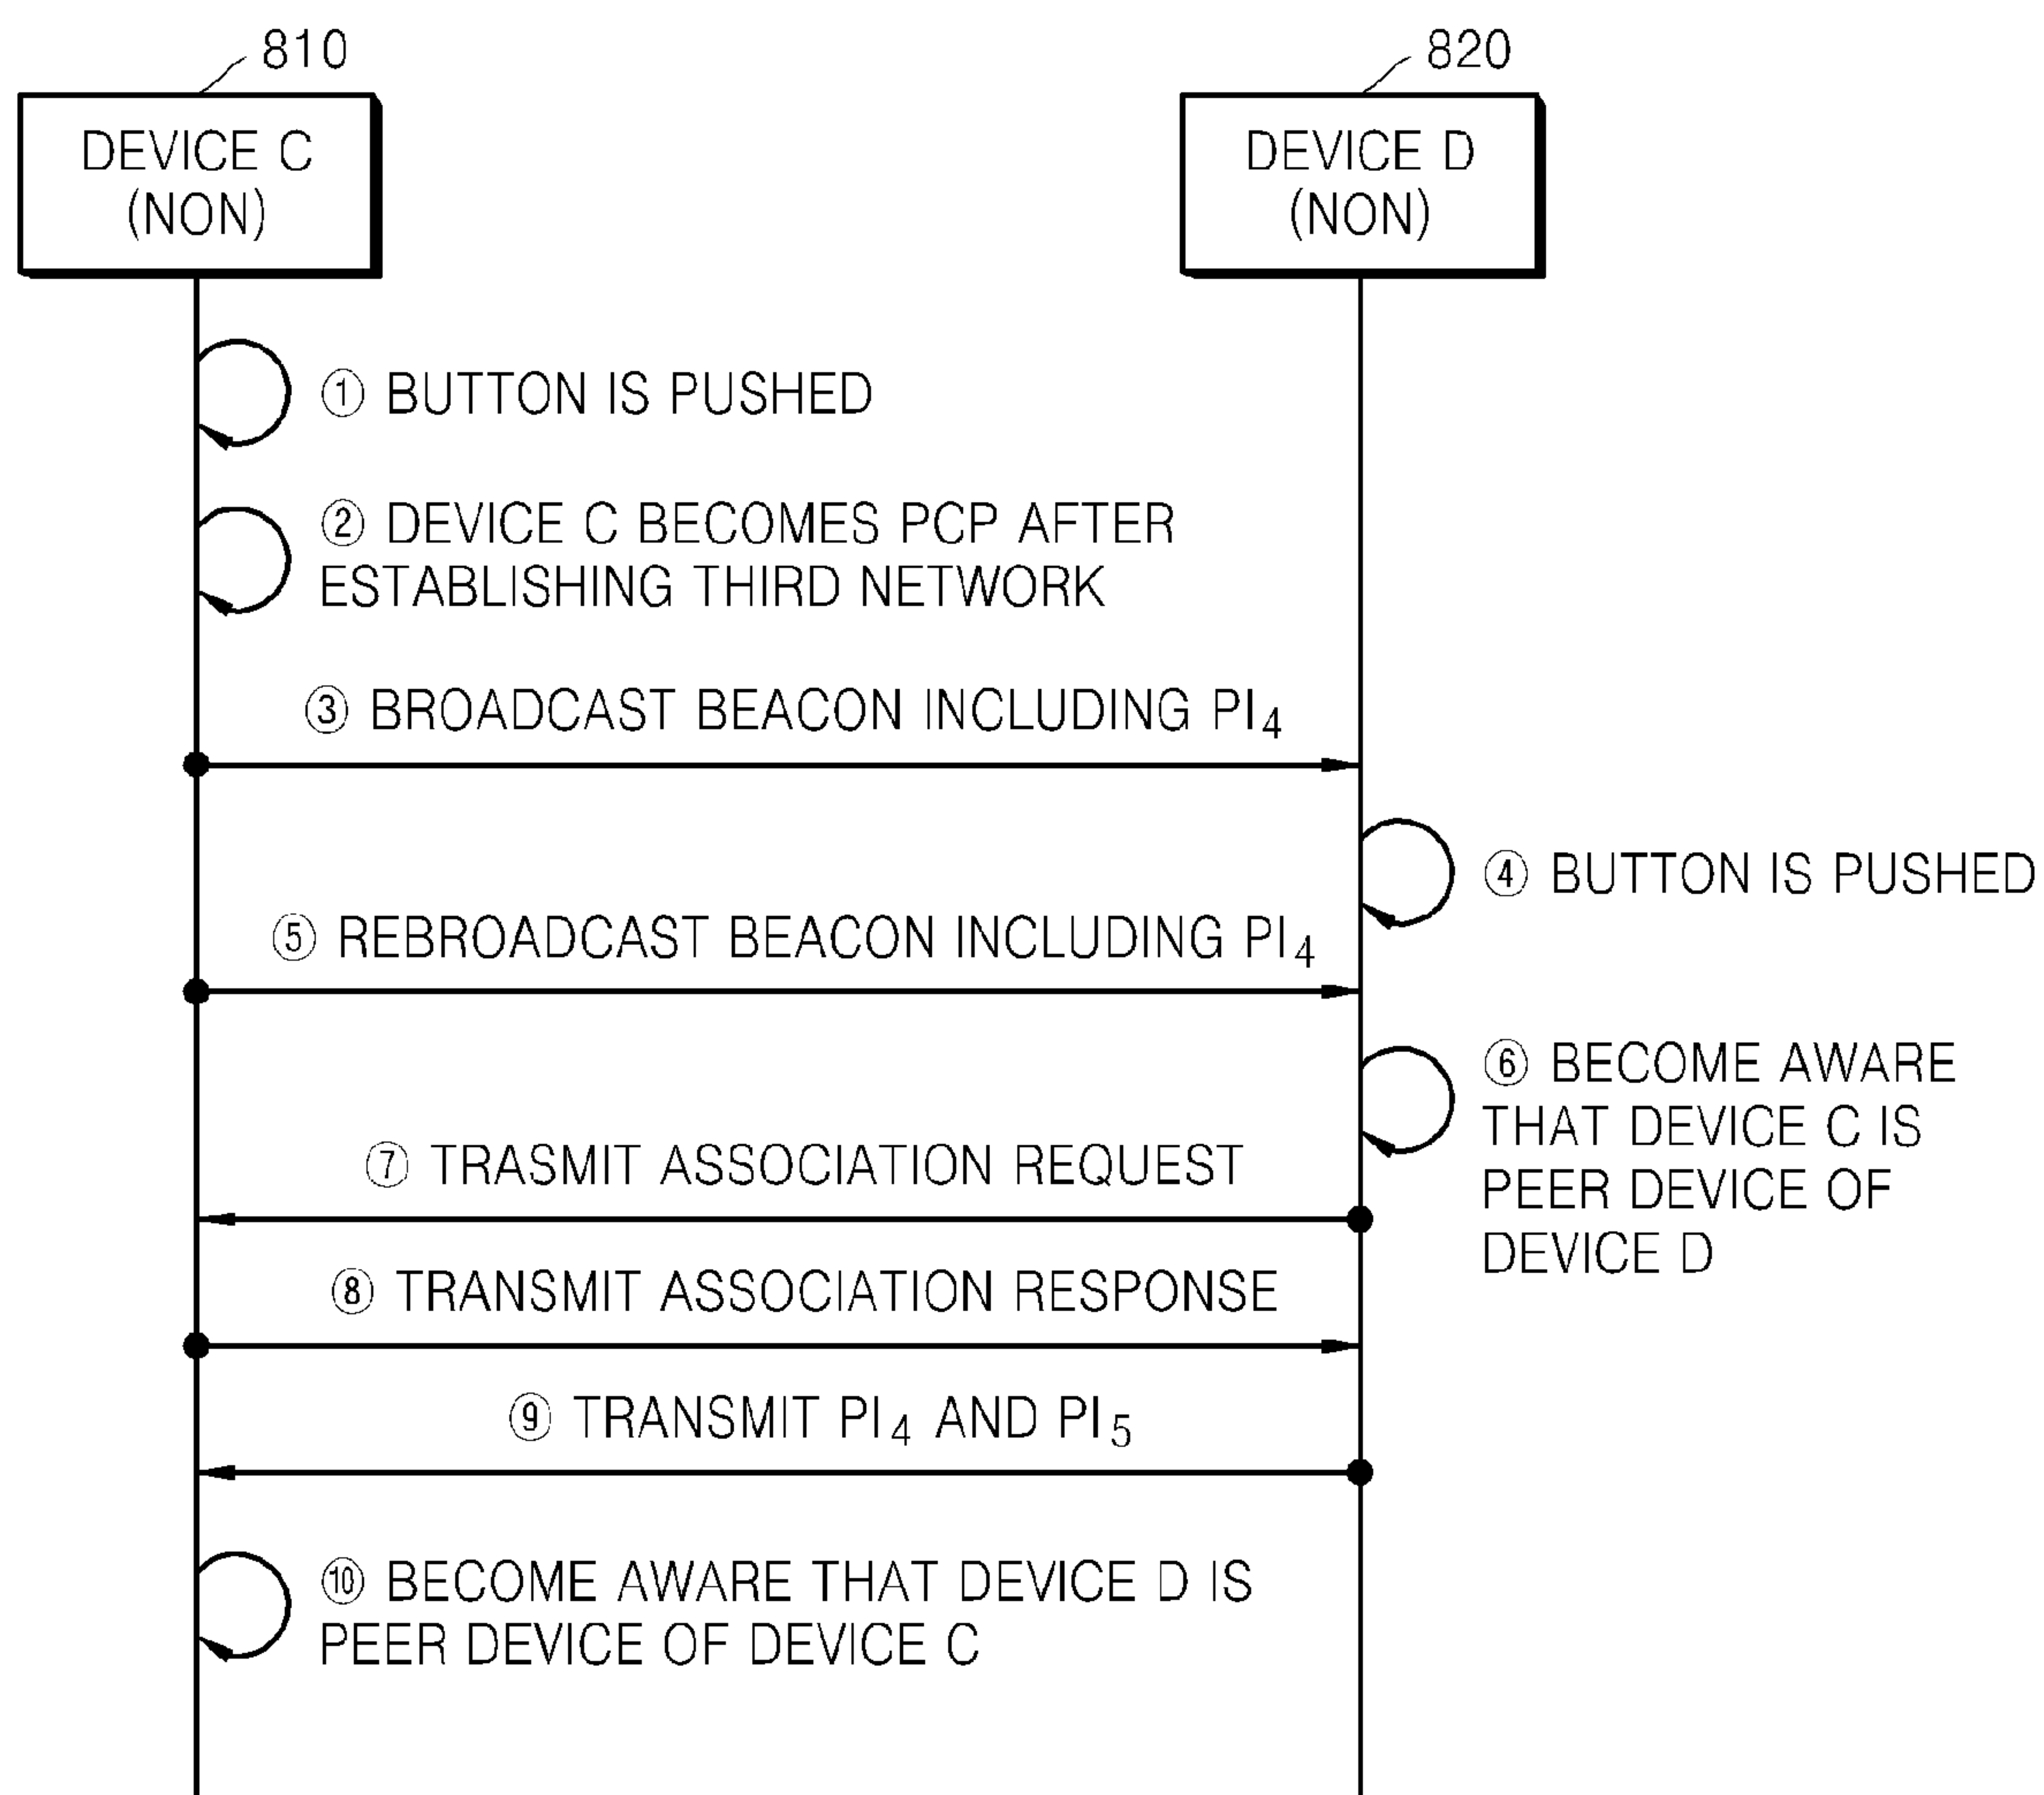 810
820
DEVICE C
(NON)
DEVICE D
(NON)
① BUTTON IS PUSHED
② DEVICE C BECOMES PCP AFTER
ESTABLISHING THIRD NETWORK
③ BROADCAST BEACON INCLUDING PI4
④ BUTTON IS PUSHED
⑤ REBROADCAST BEACON INCLUDING PI4
⑥ BECOME AWARE
THAT DEVICE C IS
PEER DEVICE OF
DEVICE D
⑦ TRASMIT ASSOCIATION REQUEST
⑧ TRANSMIT ASSOCIATION RESPONSE
⑨ TRANSMIT PI4 AND PI5
⑩ BECOME AWARE THAT DEVICE D IS
PEER DEVICE OF DEVICE C